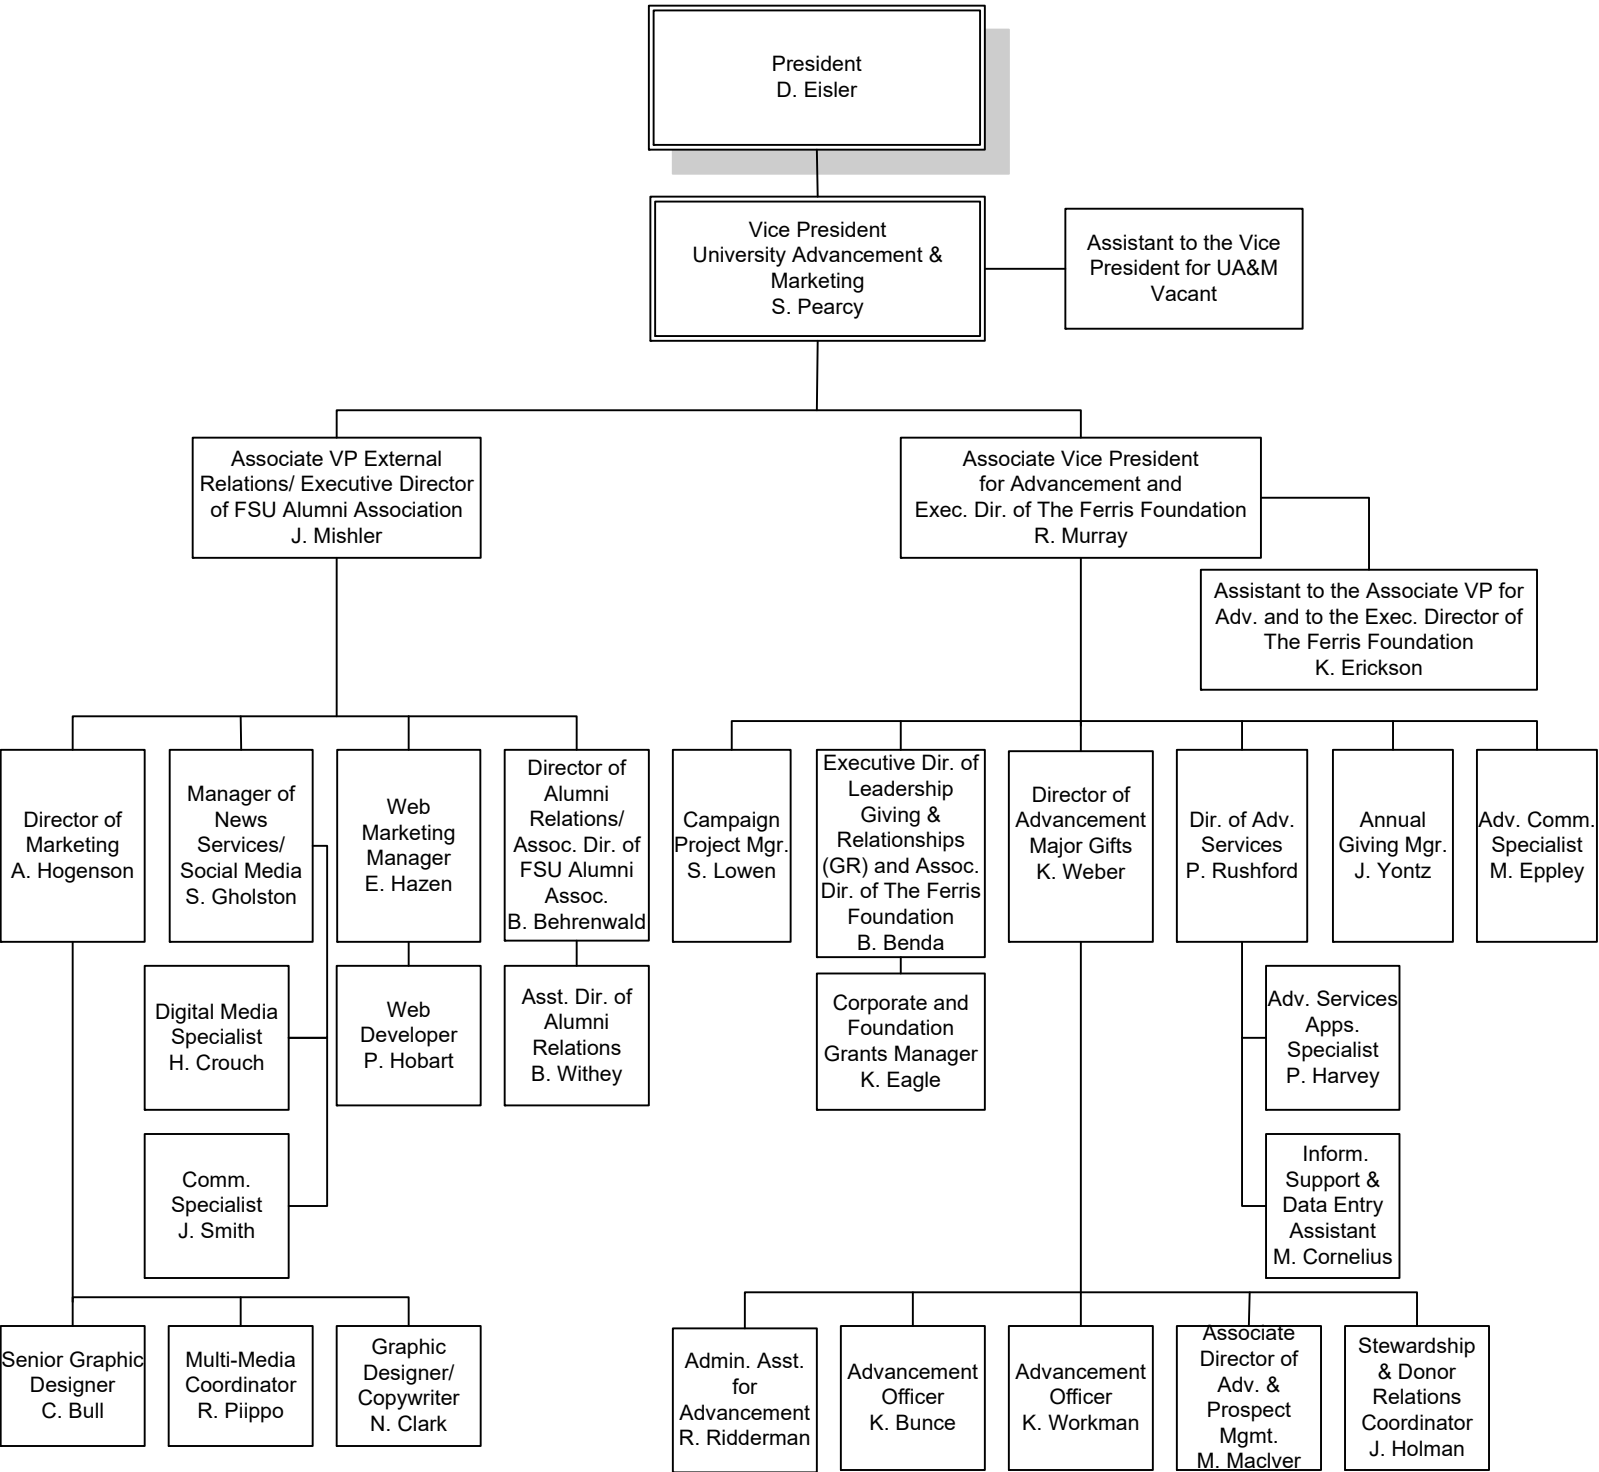 President
D. Eisler
Vice President
University Advancement &
Marketing
S. Pearcy
Assistant to the Vice
President for UA&M
Vacant
Associate VP External
Relations/ Executive Director
of FSU Alumni Association
J. Mishler
Associate Vice President
for Advancement and
Exec. Dir. of The Ferris Foundation
R. Murray
Assistant to the Associate VP for
Adv. and to the Exec. Director of
The Ferris Foundation
K. Erickson
Director of
Marketing
A. Hogenson
Manager of
News
Services/
Social Media
S. Gholston
Web
Marketing
Manager
E. Hazen
Director of
Alumni
Relations/
Assoc. Dir. of
FSU Alumni
Assoc.
B. Behrenwald
Campaign
Project Mgr.
S. Lowen
Executive Dir. of
Leadership
Giving &
Relationships
(GR) and Assoc.
Dir. of The Ferris
Foundation
B. Benda
Director of
Advancement
Major Gifts
K. Weber
Dir. of Adv.
Services
P. Rushford
Annual
Giving Mgr.
J. Yontz
Adv. Comm.
Specialist
M. Eppley
Digital Media
Specialist
H. Crouch
Web
Developer
P. Hobart
Asst. Dir. of
Alumni
Relations
B. Withey
Corporate and
Foundation
Grants Manager
K. Eagle
Adv. Services
Apps.
Specialist
P. Harvey
Comm.
Specialist
J. Smith
Inform.
Support &
Data Entry
Assistant
M. Cornelius
Senior Graphic
Designer
C. Bull
Multi-Media
Coordinator
R. Piippo
Graphic
Designer/
Copywriter
N. Clark
Admin. Asst.
for
Advancement
R. Ridderman
Advancement
Officer
K. Bunce
Advancement
Officer
K. Workman
Associate
Director of
Adv. &
Prospect
Mgmt.
M. MacIver
Stewardship
& Donor
Relations
Coordinator
J. Holman